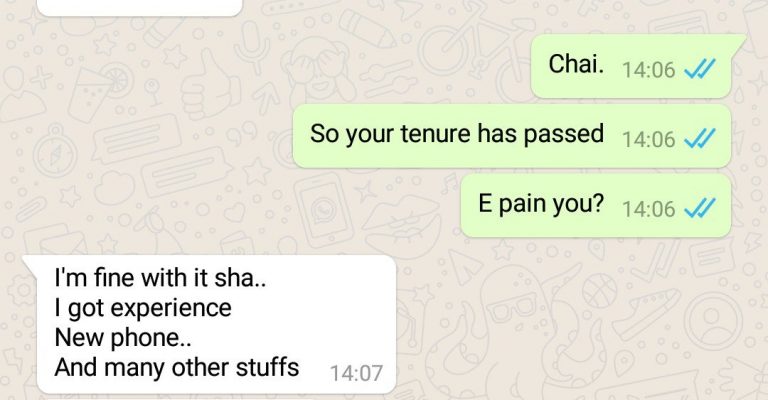 Chai. 14:06
So your tenure has passed 14:06
E pain you? 14:06
I'm fine with it sha..
I got experience
New phone..
And many other stuffs 14:07